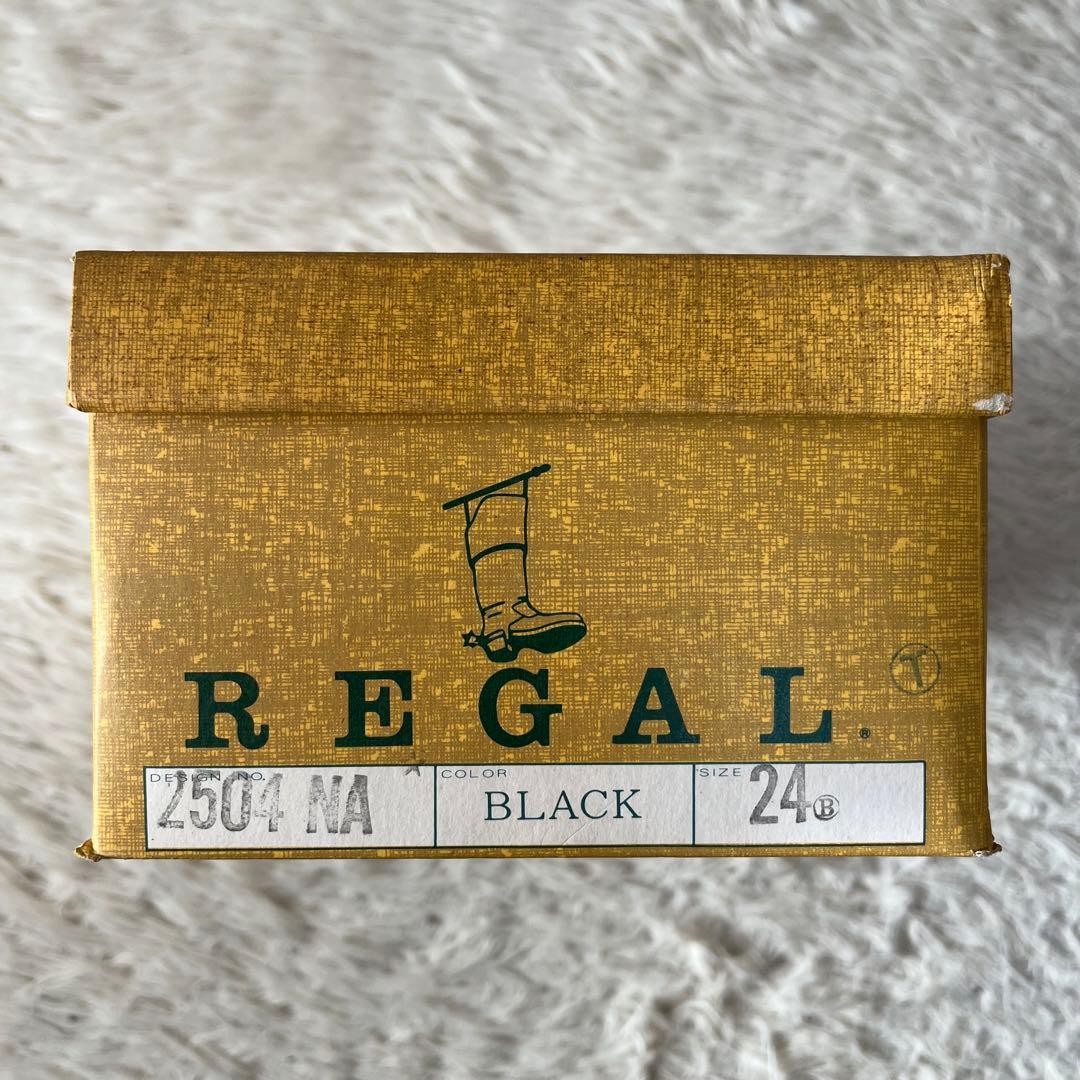 REGAL®
Ⓣ
DESIGN NO. COLOR SIZE
2504 NA BLACK 24Ⓑ